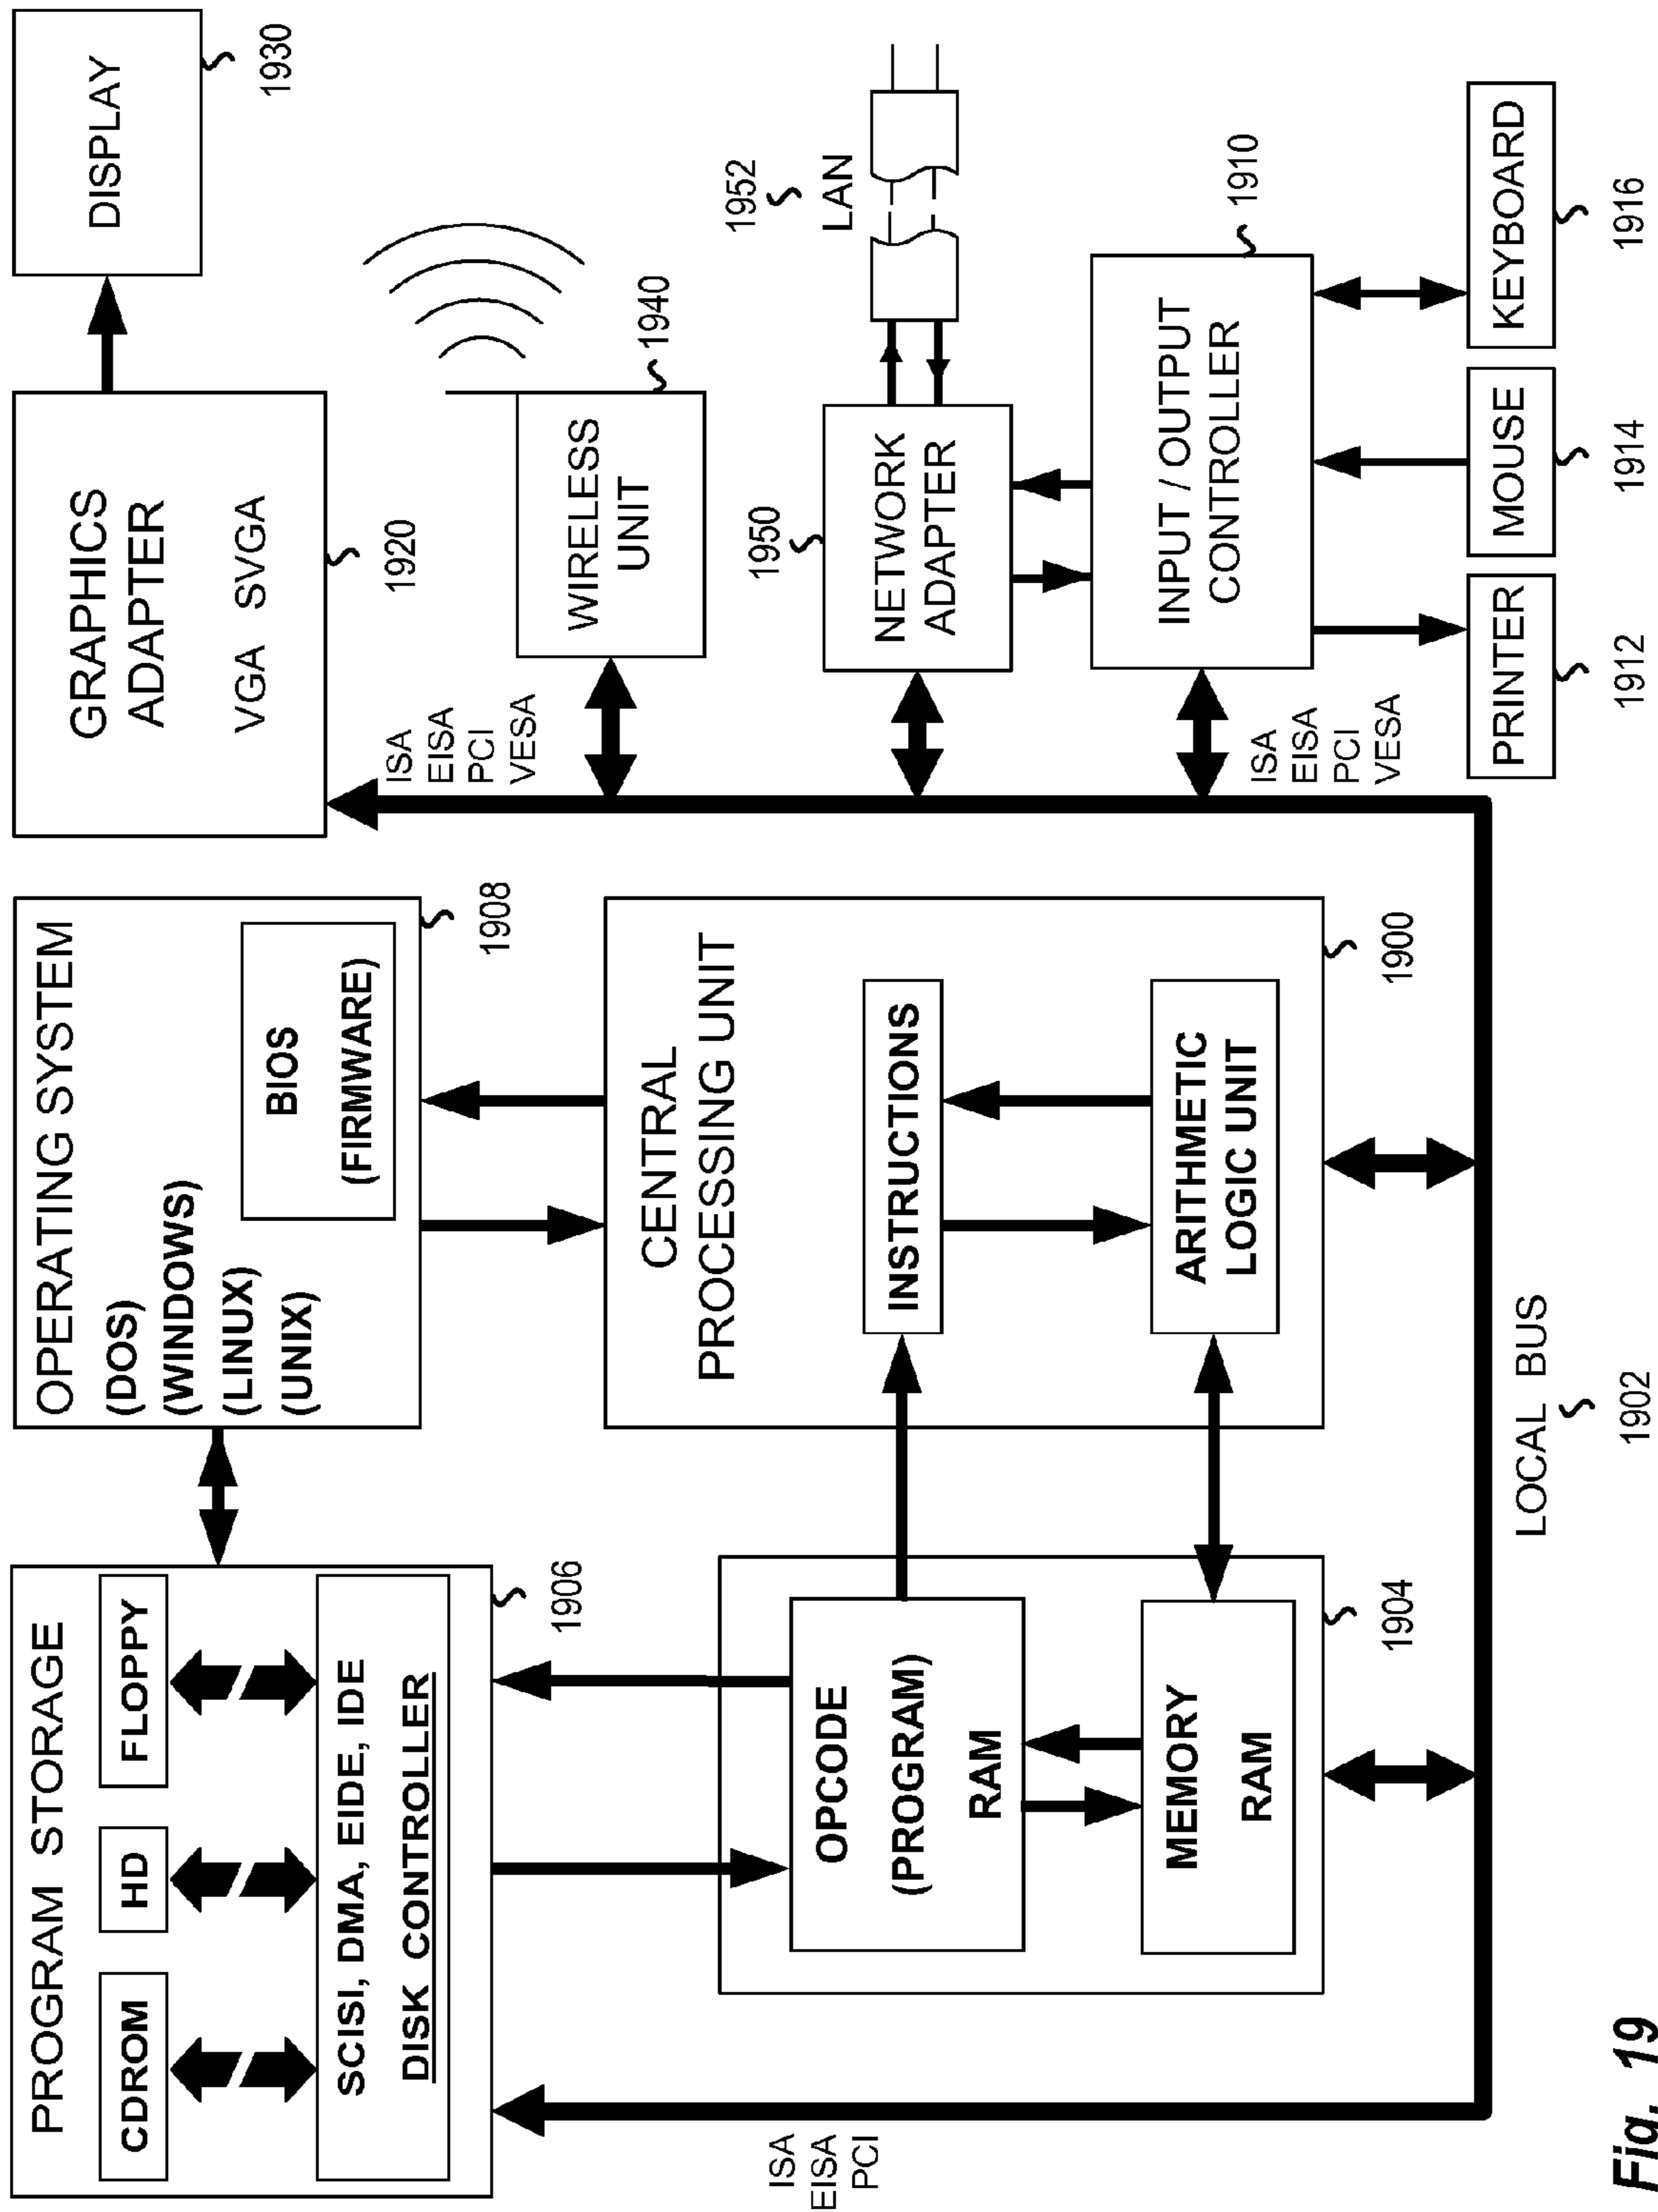 PROGRAM STORAGE
CDROM
HD
FLOPPY
SCISI, DMA, EIDE, IDE
DISK CONTROLLER
1906
OPERATING SYSTEM
(DOS)
(WINDOWS)
(LINUX)
(UNIX)
BIOS
(FIRMWARE)
1908
GRAPHICS
ADAPTER
VGA SVGA
1920
DISPLAY
1930
ISA
EISA
PCI
VESA
WIRELESS
UNIT
1940
OPCODE
(PROGRAM)
RAM
MEMORY
RAM
1904
CENTRAL
PROCESSING UNIT
INSTRUCTIONS
ARITHMETIC
LOGIC UNIT
1900
1950
NETWORK
ADAPTER
1952
LAN
INPUT / OUTPUT
CONTROLLER
1910
ISA
EISA
PCI
VESA
PRINTER
1912
MOUSE
1914
KEYBOARD
1916
ISA
EISA
PCI
LOCAL BUS
1902
Fig. 19